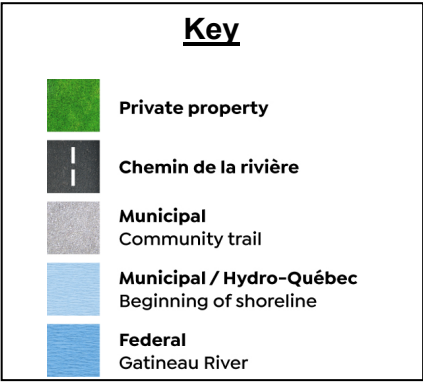 Key
Private property
Chemin de la rivière
Municipal
Community trail
Municipal / Hydro-Québec
Beginning of shoreline
Federal
Gatineau River